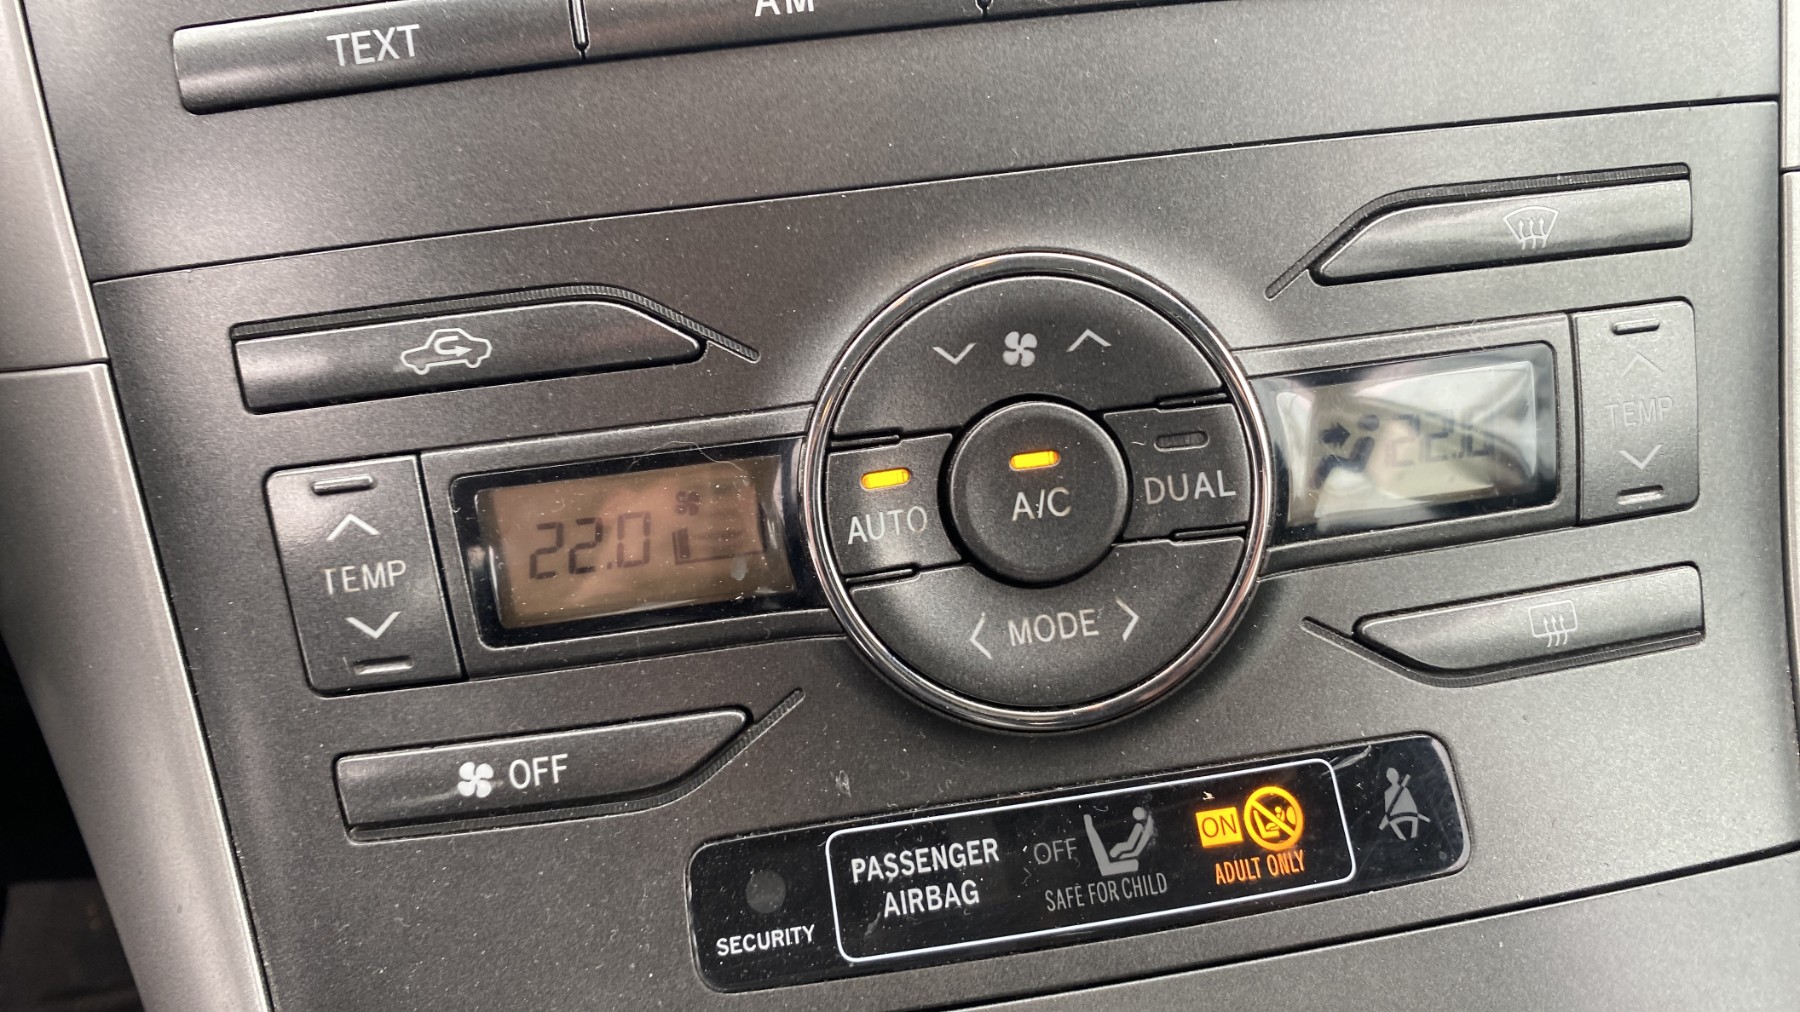 TEXT
AM
22.0
22.0
TEMP
TEMP
AUTO
A/C
DUAL
MODE
OFF
PASSENGER
AIRBAG
OFF
SAFE FOR CHILD
ON
ADULT ONLY
SECURITY